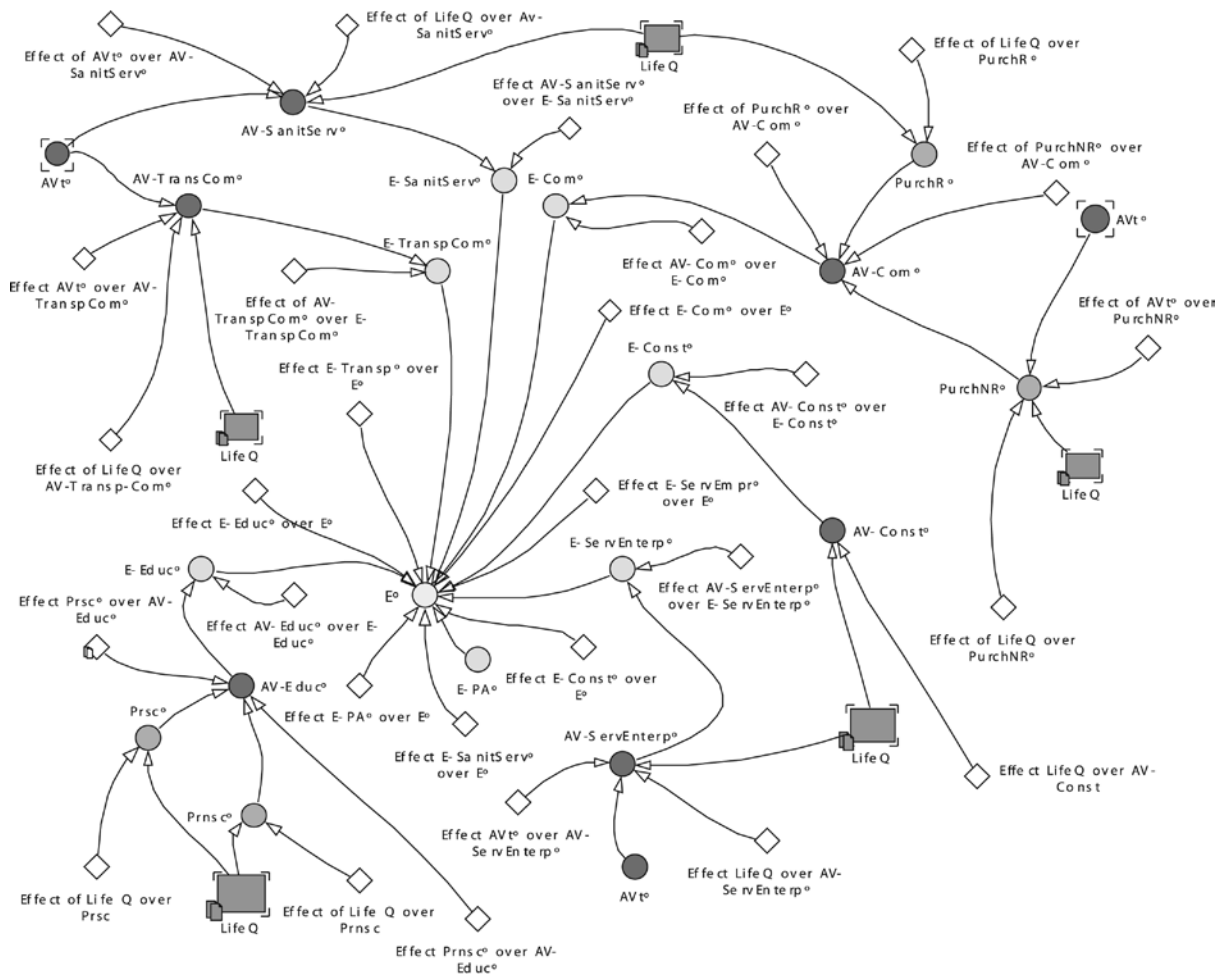 Effect of AVtº over AV-
SanitServº
Effect of LifeQ over Av-
SanitServº
LifeQ
Effect of LifeQ over
PurchRº
Effect AV-SanitServº
over E-SanitServº
Effect of PurchRº over
AV-Comº
AV-SanitServº
Effect of PurchNRº over
AV-Comº
AVtº
AV-TransComº
E-SanitServº
E-Comº
PurchRº
AVtº
E-TranspComº
Effect AVtº over AV-
TranspComº
Effect of AV-
TranspComº over E-
TranspComº
Effect AV-Comº over
E-Comº
AV-Comº
Effect of AVtº over
PurchNRº
Effect E-Comº over Eº
Effect E-Transpº over
Eº
E-Constº
PurchNRº
Effect AV-Constº over
E-Constº
LifeQ
Effect of LifeQ over
AV-Transp-Comº
LifeQ
Effect E-ServEmprº
over Eº
Effect E-Educº over Eº
AV-Constº
E-ServEnterpº
E-Educº
Eº
Effect AV-ServEnterpº
over E-ServEnterpº
Effect Prscº over AV-
Educº
Effect AV-Educº over E-
Educº
Effect of LifeQ over
PurchNRº
AV-Educº
E-PAº
Effect E-Constº over
Eº
Prscº
Effect E-PAº over Eº
AV-ServEnterpº
Effect E-SanitServº
over Eº
LifeQ
Effect LifeQ over AV-
Const
Prnscº
Effect AVtº over AV-
ServEnterpº
Effect LifeQ over AV-
ServEnterpº
AVtº
Effect of Life Q over
Prsc
LifeQ
Effect of Life Q over
Prnsc
Effect Prnscº over AV-
Educº